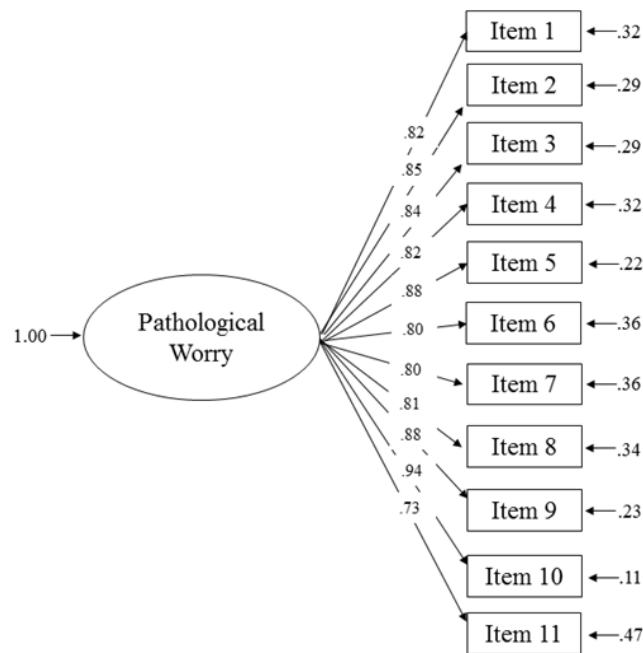 Item 1
.32
Item 2
.29
Item 3
.29
Item 4
.32
Item 5
.22
Item 6
.36
Item 7
.36
Item 8
.34
Item 9
.23
Item 10
.11
Item 11
.47
.82
.85
.84
.82
.88
.80
.80
.81
.88
.94
.73
1.00
Pathological
Worry